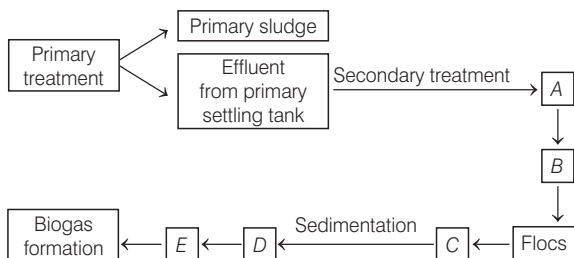 Primary sludge
Primary
treatment
Effluent
from primary
settling tank
Secondary treatment
A
B
Flocs
C
Sedimentation
D
E
Biogas
formation